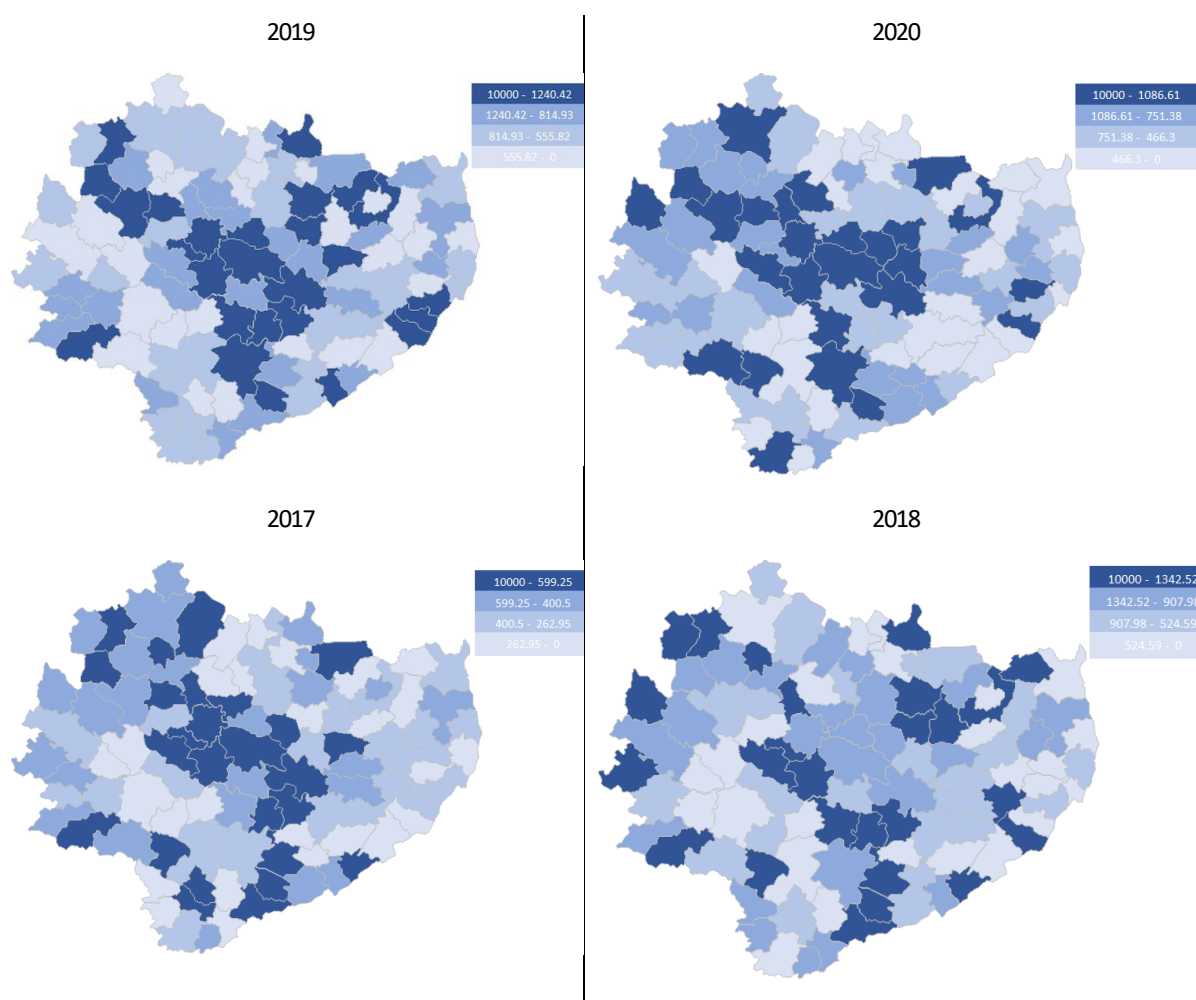 2019
10000 - 1240.42
1240.42 - 814.93
814.93 - 555.82
555.82 - 0
2020
10000 - 1086.61
1086.61 - 751.38
751.38 - 466.3
466.3 - 0
2017
10000 - 599.25
599.25 - 400.5
400.5 - 262.95
262.95 - 0
2018
10000 - 1342.52
1342.52 - 907.98
907.98 - 524.59
524.59 - 0